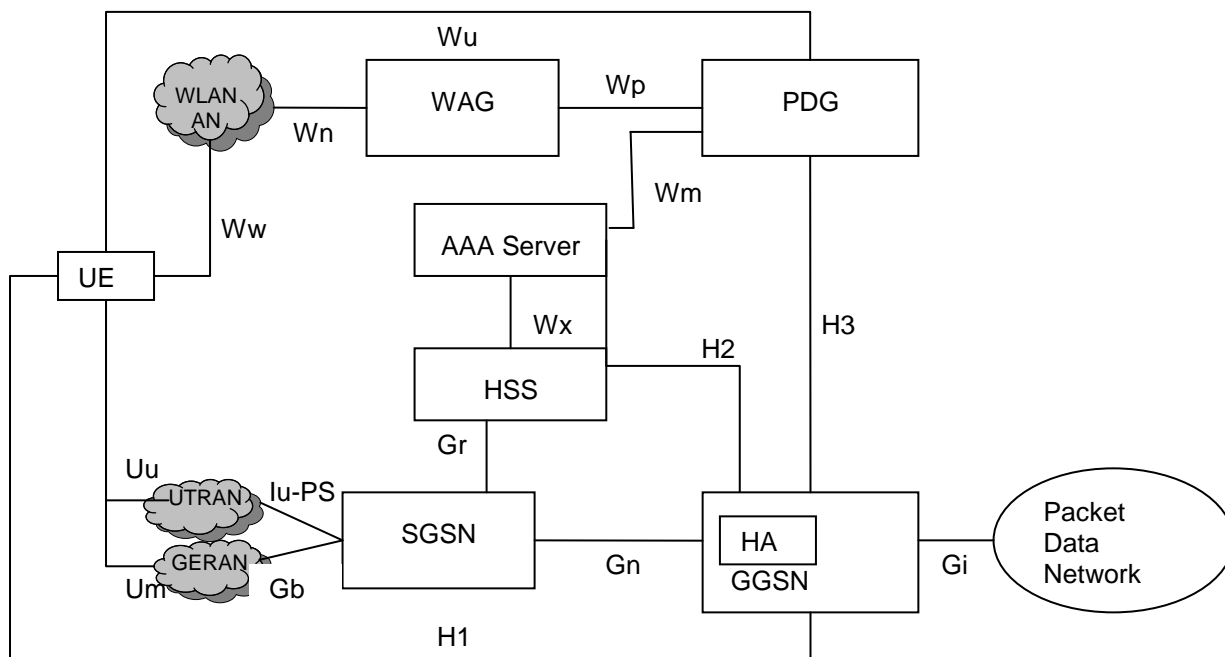 Wu
WLAN
AN
Wn
WAG
Wp
PDG
Wm
Ww
AAA Server
UE
Wx
H2
H3
HSS
Gr
Uu
UTRAN
Iu-PS
SGSN
HA
GGSN
Gn
Gi
Packet
Data
Network
GERAN
Um
Gb
H1